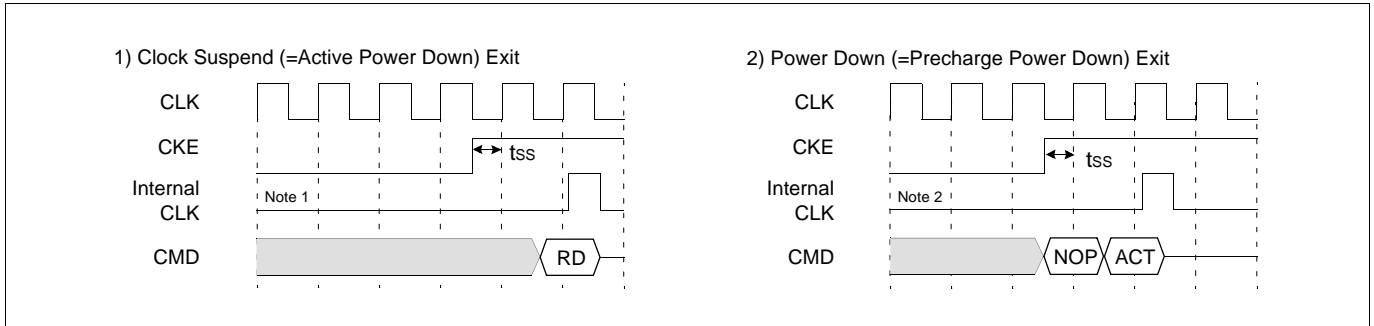 1) Clock Suspend (=Active Power Down) Exit
CLK
CKE
tss
Internal
CLK
Note 1
CMD
RD
2) Power Down (=Precharge Power Down) Exit
CLK
CKE
tss
Internal
CLK
Note 2
CMD
NOP
ACT